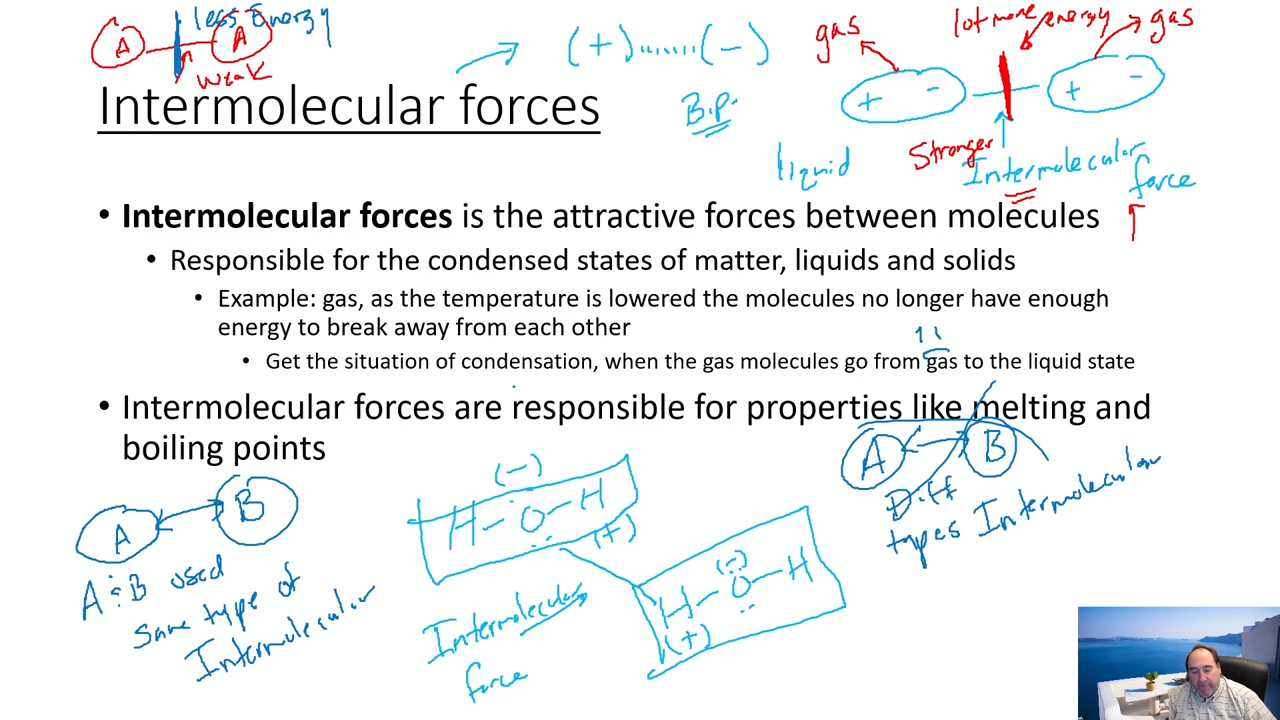 less Energy
A A
weak
(+)......(-)
B.P.
gas
lot more energy
gas
+ - + -
liquid
Stronger
Intermolecular
force
Intermolecular forces
• Intermolecular forces is the attractive forces between molecules
• Responsible for the condensed states of matter, liquids and solids
• Example: gas, as the temperature is lowered the molecules no longer have enough
energy to break away from each other
• Get the situation of condensation, when the gas molecules go from gas to the liquid state
• Intermolecular forces are responsible for properties like melting and
boiling points
A B
A B
Diff
types Intermolecular
A & B used
same type of
Intermolecular
(-)
H-O-H
(+)
(-)
H-O-H
(+)
Intermolecular
force